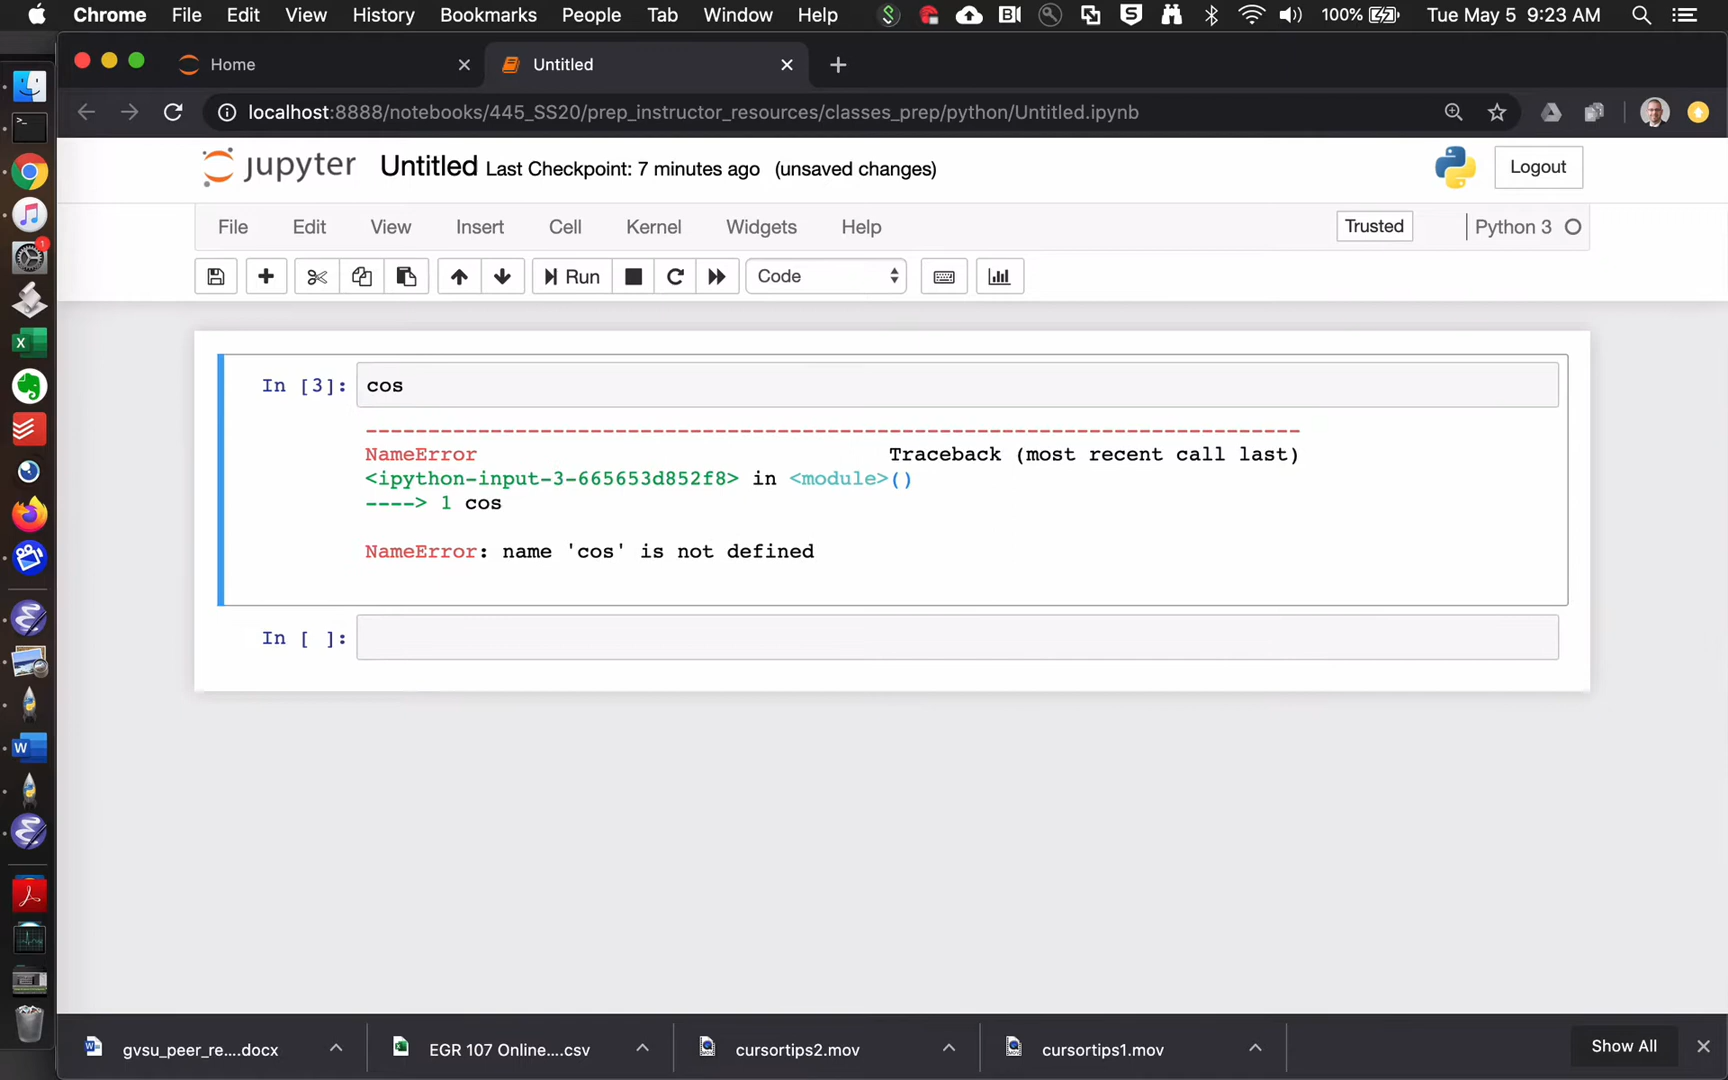 Chrome File Edit View History Bookmarks People Tab Window Help 100% Tue May 5 9:23 AM
Home Untitled
localhost:8888/notebooks/445_SS20/prep_instructor_resources/classes_prep/python/Untitled.ipynb
jupyter Untitled Last Checkpoint: 7 minutes ago (unsaved changes) Logout
File Edit View Insert Cell Kernel Widgets Help Trusted Python 3
Run Code
In [3]: cos
---------------------------------------------------------------------------
NameError Traceback (most recent call last)
<ipython-input-3-665653d852f8> in <module>()
----> 1 cos
NameError: name 'cos' is not defined
In [ ]:
gvsu_peer_re....docx EGR 107 Online....csv cursortips2.mov cursortips1.mov Show All